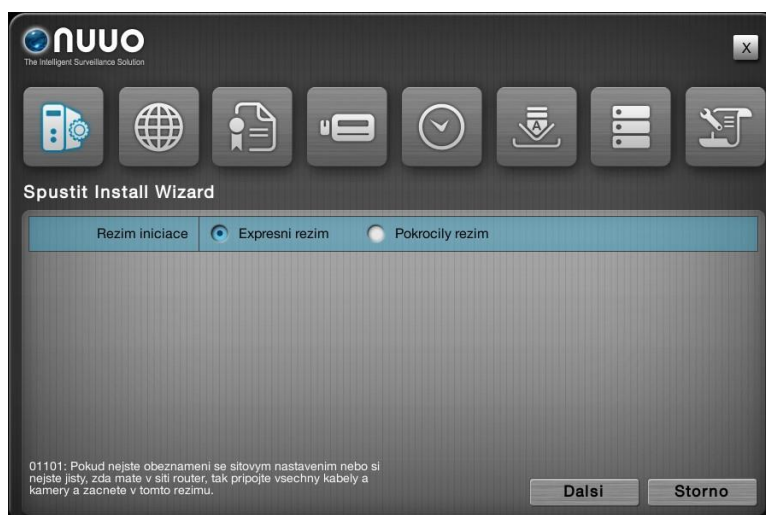 nuuo
The Intelligent Surveillance Solution
X
A
Spustit Install Wizard
Rezim iniciace
Expresni rezim
Pokrocily rezim
01101: Pokud nejste obeznameni se sitovym nastavenim nebo si
nejste jisty, zda mate v siti router, tak pripojte vsechny kabely a
kamery a zacnete v tomto rezimu.
Dalsi
Storno